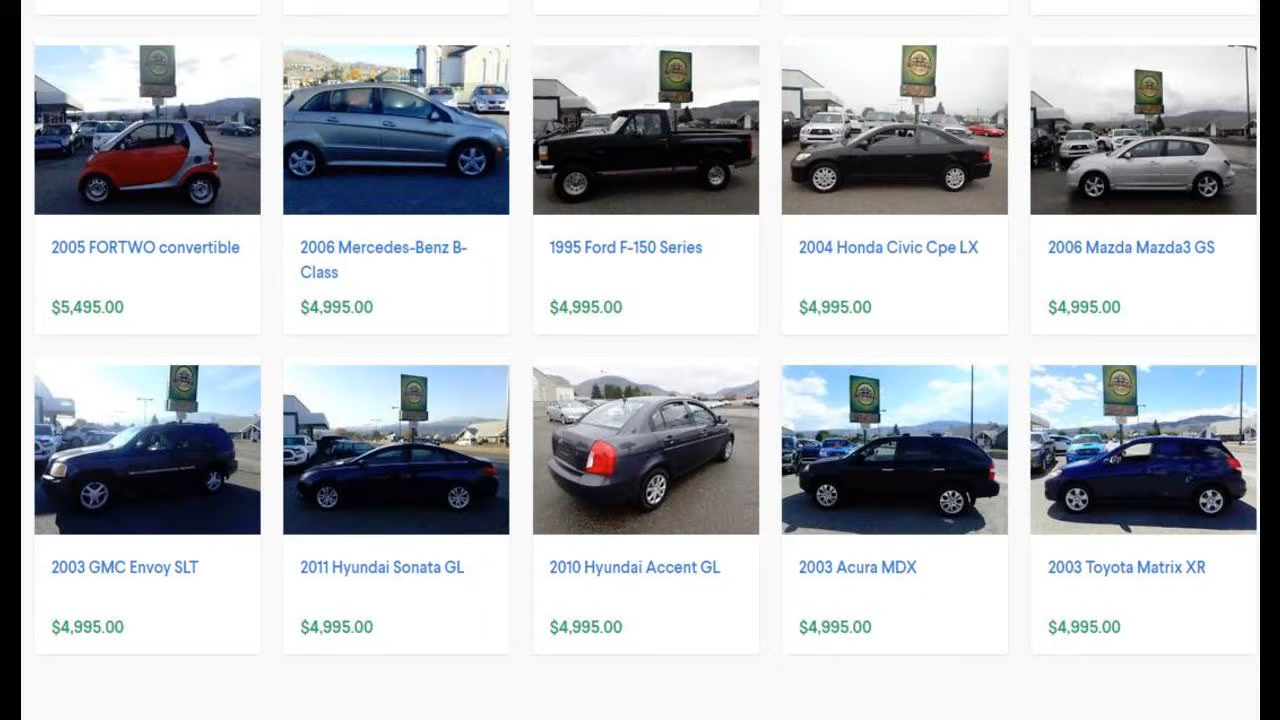 2005 FORTWO convertible
$5,495.00
2006 Mercedes-Benz B-
Class
$4,995.00
1995 Ford F-150 Series
$4,995.00
2004 Honda Civic Cpe LX
$4,995.00
2006 Mazda Mazda3 GS
$4,995.00
2003 GMC Envoy SLT
$4,995.00
2011 Hyundai Sonata GL
$4,995.00
2010 Hyundai Accent GL
$4,995.00
2003 Acura MDX
$4,995.00
2003 Toyota Matrix XR
$4,995.00